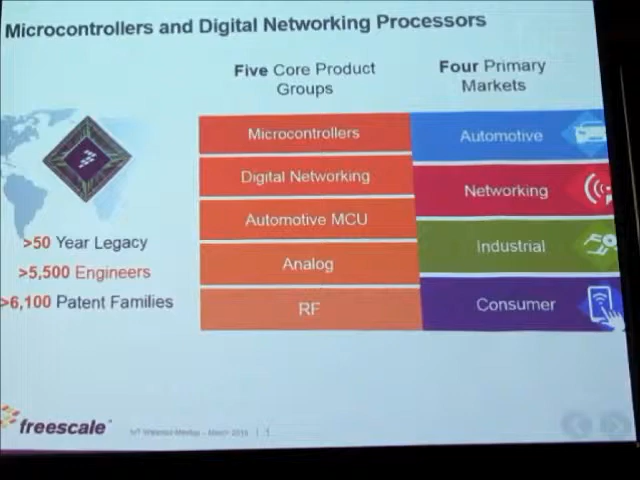 Microcontrollers and Digital Networking Processors
Five Core Product
Groups
Four Primary
Markets
Microcontrollers
Digital Networking
Automotive MCU
Analog
RF
Automotive
Networking
Industrial
Consumer
>50 Year Legacy
>5,500 Engineers
>6,100 Patent Families
freescale